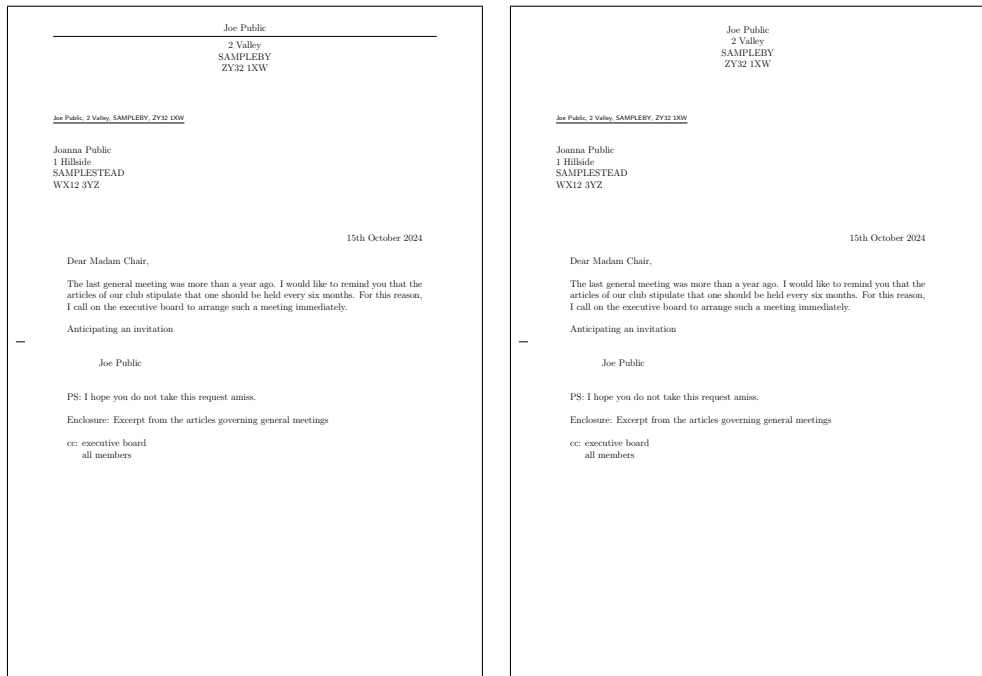 Joe Public
2 Valley
SAMPLEBY
ZY32 1XW
Joe Public, 2 Valley, SAMPLEBY, ZY32 1XW
Joanna Public
1 Hillside
SAMPLESTEAD
WX12 3YZ
15th October 2024
Dear Madam Chair,
The last general meeting was more than a year ago. I would like to remind you that the
articles of our club stipulate that one should be held every six months. For this reason,
I call on the executive board to arrange such a meeting immediately.
Anticipating an invitation
Joe Public
PS: I hope you do not take this request amiss.
Enclosure: Excerpt from the articles governing general meetings
cc: executive board
all members
Joe Public
2 Valley
SAMPLEBY
ZY32 1XW
Joe Public, 2 Valley, SAMPLEBY, ZY32 1XW
Joanna Public
1 Hillside
SAMPLESTEAD
WX12 3YZ
15th October 2024
Dear Madam Chair,
The last general meeting was more than a year ago. I would like to remind you that the
articles of our club stipulate that one should be held every six months. For this reason,
I call on the executive board to arrange such a meeting immediately.
Anticipating an invitation
Joe Public
PS: I hope you do not take this request amiss.
Enclosure: Excerpt from the articles governing general meetings
cc: executive board
all members